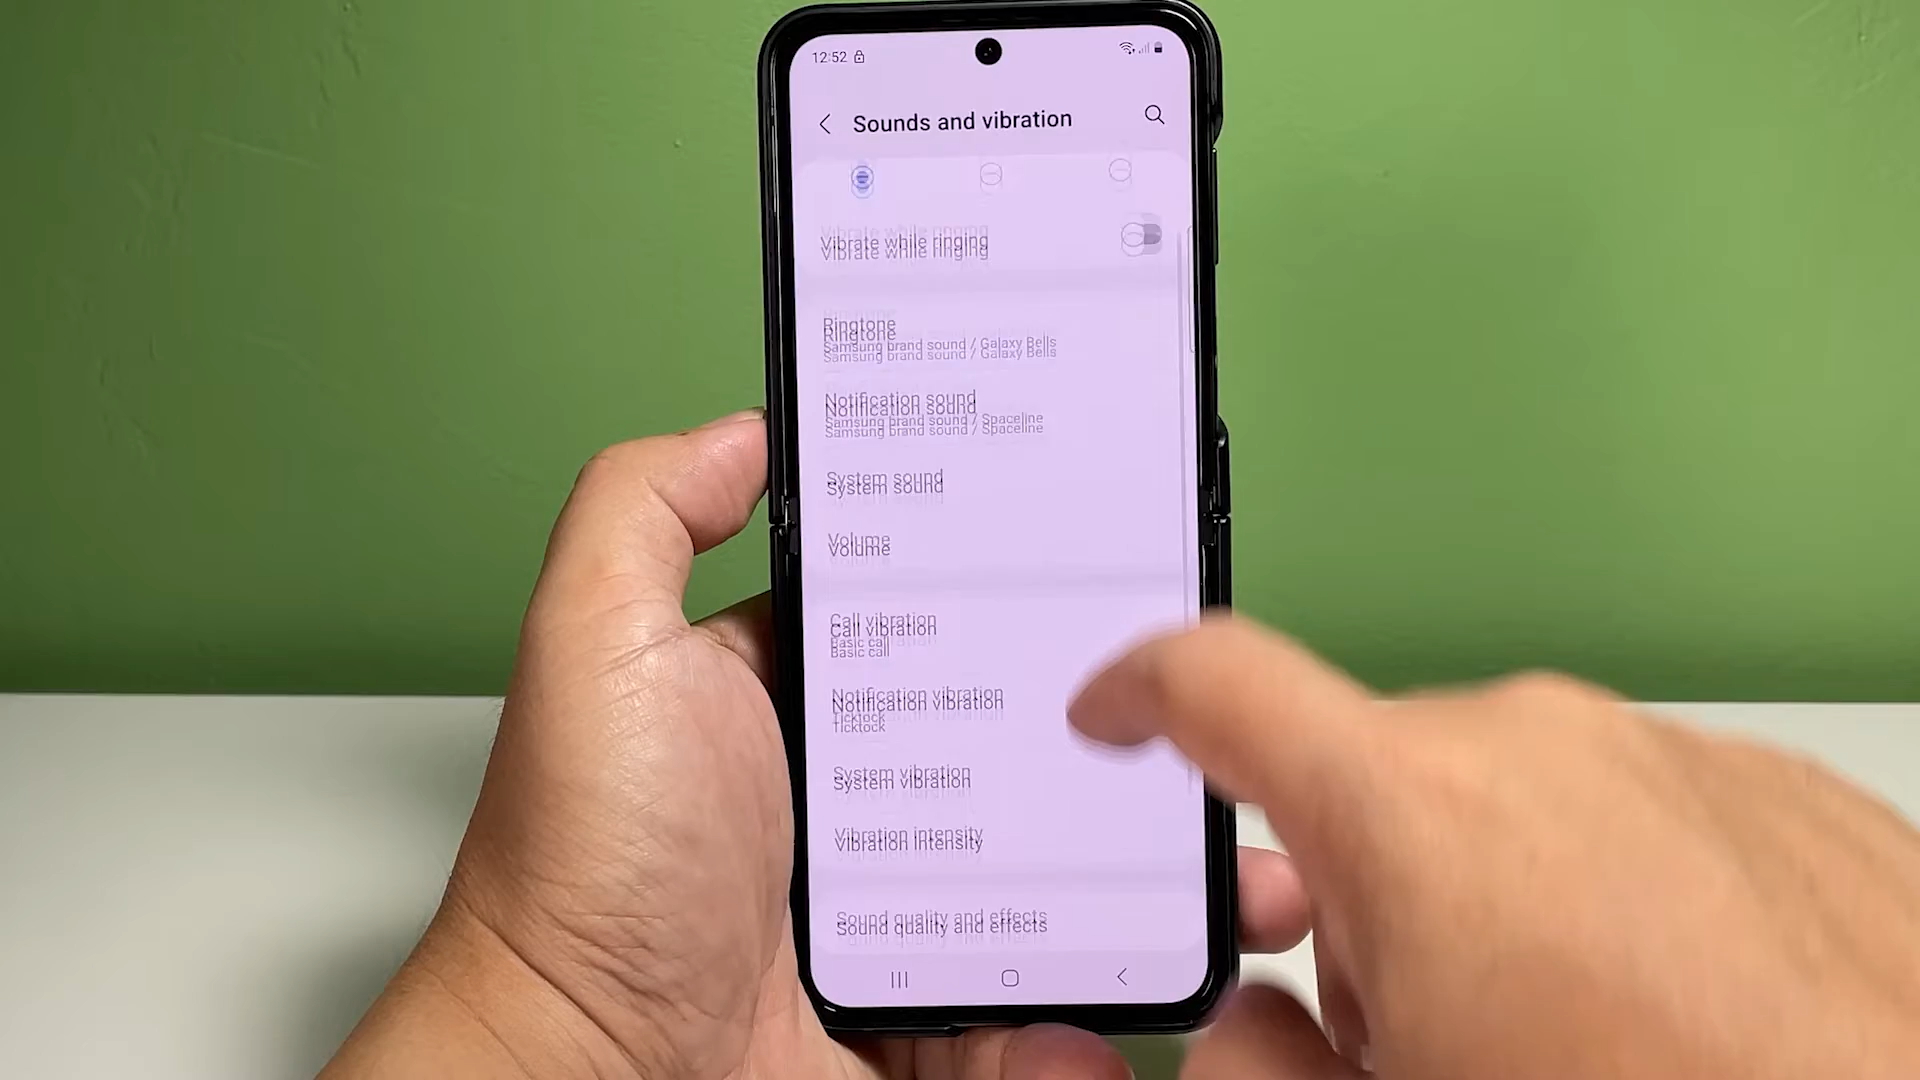 12:52
Sounds and vibration
Vibrate while ringing
Ringtone
Samsung brand sound / Galaxy Bells
Notification sound
Samsung brand sound / Spaceline
System sound
Volume
Call vibration
Basic call
Notification vibration
Ticktock
System vibration
Vibration intensity
Sound quality and effects